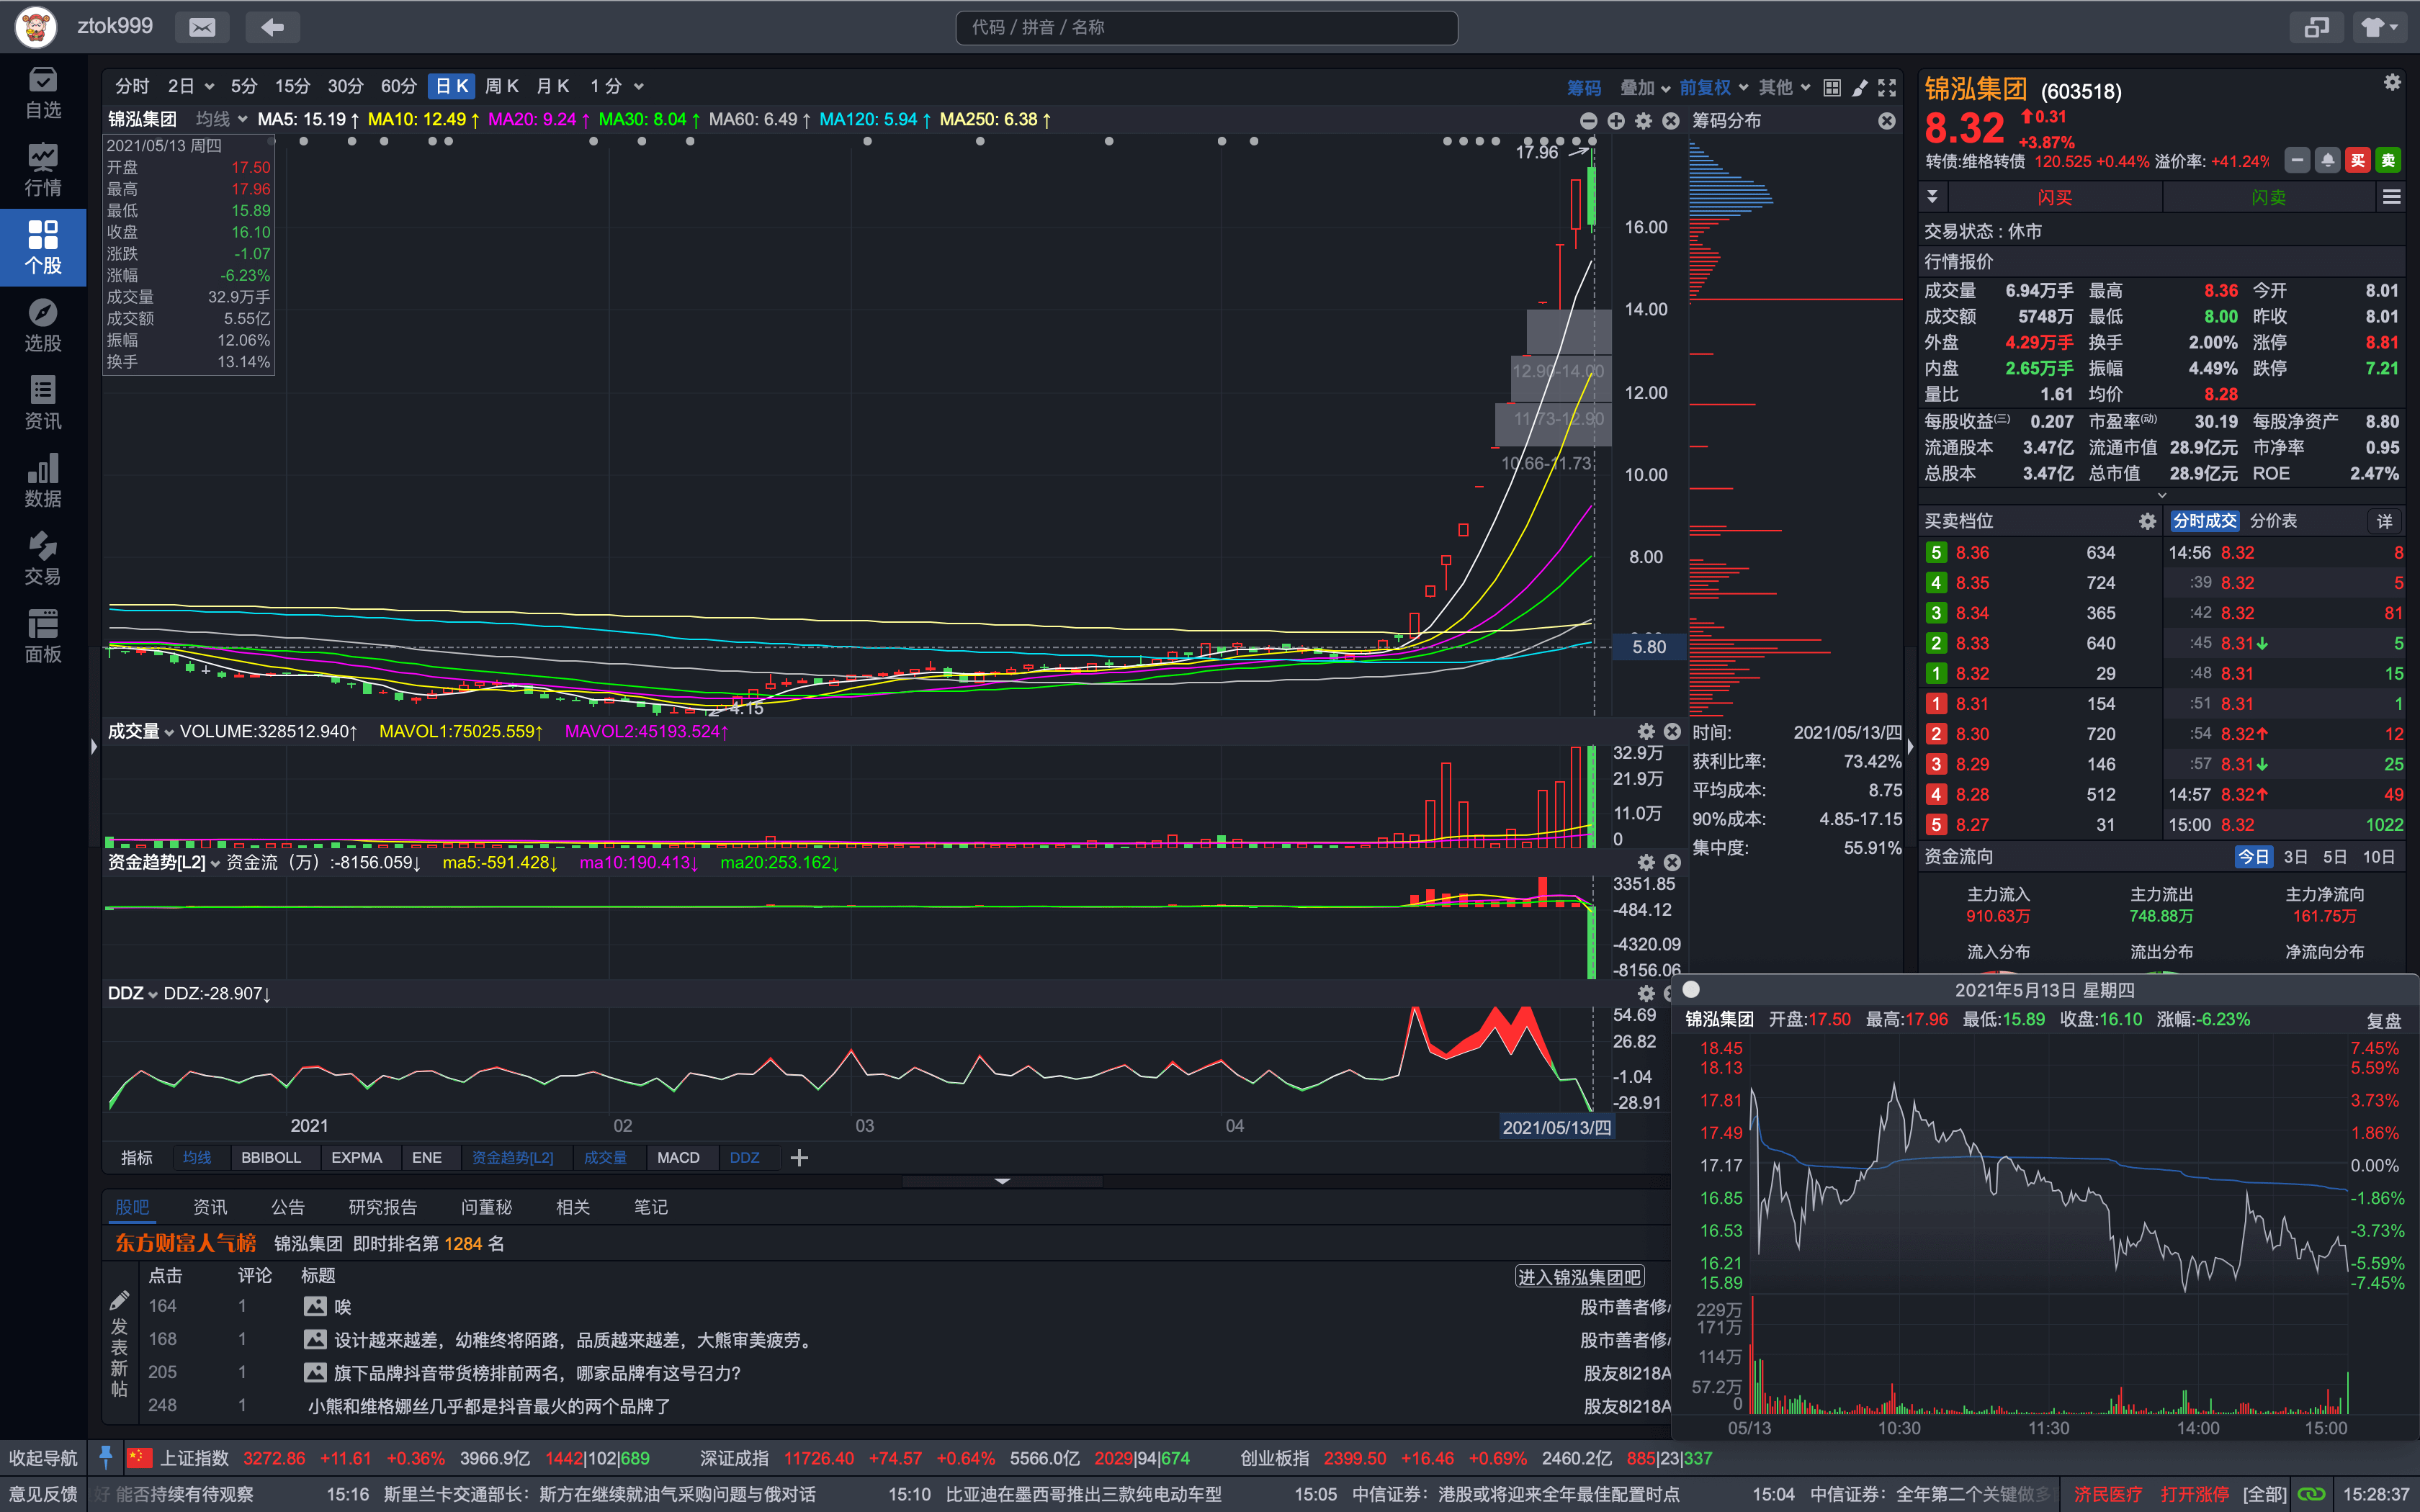 ztok999
代码 / 拼音 / 名称
自选
行情
个股
选股
资讯
数据
交易
面板
收起导航
意见反馈
分时 2日 5分 15分 30分 60分 日K 周K 月K 1分 筹码 叠加 前复权 其他
锦泓集团 均线 MA5: 15.19↑ MA10: 12.49↑ MA20: 9.24↑ MA30: 8.04↑ MA60: 6.49↑ MA120: 5.94↑ MA250: 6.38↑
2021/05/13 周四
开盘 17.50
最高 17.96
最低 15.89
收盘 16.10
涨跌 -1.07
涨幅 -6.23%
成交量 32.9万手
成交额 5.55亿
振幅 12.06%
换手 13.14%
17.96
12.90-14.00
11.73-12.90
10.66-11.73
4.15
16.00
14.00
12.00
10.00
8.00
5.80
成交量 VOLUME:328512.940↑ MAVOL1:75025.559↑ MAVOL2:45193.524↑
32.9万
21.9万
11.0万
0
资金趋势[L2] 资金流（万）:-8156.059↓ ma5:-591.428↓ ma10:190.413↓ ma20:253.162↓
3351.85
-484.12
-4320.09
-8156.06
DDZ DDZ:-28.907↓
54.69
26.82
-1.04
-28.91
2021 02 03 04 2021/05/13/四
指标 均线 BBIBOLL EXPMA ENE 资金趋势[L2] 成交量 MACD DDZ
筹码分布
时间: 2021/05/13/四
获利比率: 73.42%
平均成本: 8.75
90%成本: 4.85-17.15
集中度: 55.91%
股吧 资讯 公告 研究报告 问董秘 相关 笔记
东方财富人气榜 锦泓集团 即时排名第 1284 名
点击 评论 标题 进入锦泓集团吧
发表新帖
164 1 唉 股市善者修
168 1 设计越来越差，幼稚终将陌路，品质越来越差，大熊审美疲劳。 股市善者修
205 1 旗下品牌抖音带货榜排前两名，哪家品牌有这号召力？ 股友8I218A
248 1 小熊和维格娜丝几乎都是抖音最火的两个品牌了 股友8I218A
锦泓集团 (603518)
8.32 0.31
+3.87%
转债:维格转债 120.525 +0.44% 溢价率: +41.24% 买 卖
闪买 闪卖
交易状态 : 休市
行情报价
成交量 6.94万手 最高 8.36 今开 8.01
成交额 5748万 最低 8.00 昨收 8.01
外盘 4.29万手 换手 2.00% 涨停 8.81
内盘 2.65万手 振幅 4.49% 跌停 7.21
量比 1.61 均价 8.28
每股收益(三) 0.207 市盈率(动) 30.19 每股净资产 8.80
流通股本 3.47亿 流通市值 28.9亿元 市净率 0.95
总股本 3.47亿 总市值 28.9亿元 ROE 2.47%
买卖档位 分时成交 分价表 详
5 8.36 634 14:56 8.32 8
4 8.35 724 :39 8.32 5
3 8.34 365 :42 8.32 81
2 8.33 640 :45 8.31↓ 5
1 8.32 29 :48 8.31 15
1 8.31 154 :51 8.31 1
2 8.30 720 :54 8.32↑ 12
3 8.29 146 :57 8.31↓ 25
4 8.28 512 14:57 8.32↑ 49
5 8.27 31 15:00 8.32 1022
资金流向 今日 3日 5日 10日
主力流入 主力流出 主力净流向
910.63万 748.88万 161.75万
流入分布 流出分布 净流向分布
2021年5月13日 星期四
锦泓集团 开盘:17.50 最高:17.96 最低:15.89 收盘:16.10 涨幅:-6.23% 复盘
18.45 7.45%
18.13 5.59%
17.81 3.73%
17.49 1.86%
17.17 0.00%
16.85 -1.86%
16.53 -3.73%
16.21 -5.59%
15.89 -7.45%
229万
171万
114万
57.2万
0
05/13 10:30 11:30 14:00 15:00
上证指数 3272.86 +11.61 +0.36% 3966.9亿 1442|102|689 深证成指 11726.40 +74.57 +0.64% 5566.0亿 2029|94|674 创业板指 2399.50 +16.46 +0.69% 2460.2亿 885|23|337
好 能否持续有待观察 15:16 斯里兰卡交通部长：斯方在继续就油气采购问题与俄对话 15:10 比亚迪在墨西哥推出三款纯电动车型 15:05 中信证券：港股或将迎来全年最佳配置时点 15:04 中信证券：全年第二个关键做多 济民医疗 打开涨停 [全部] 15:28:37